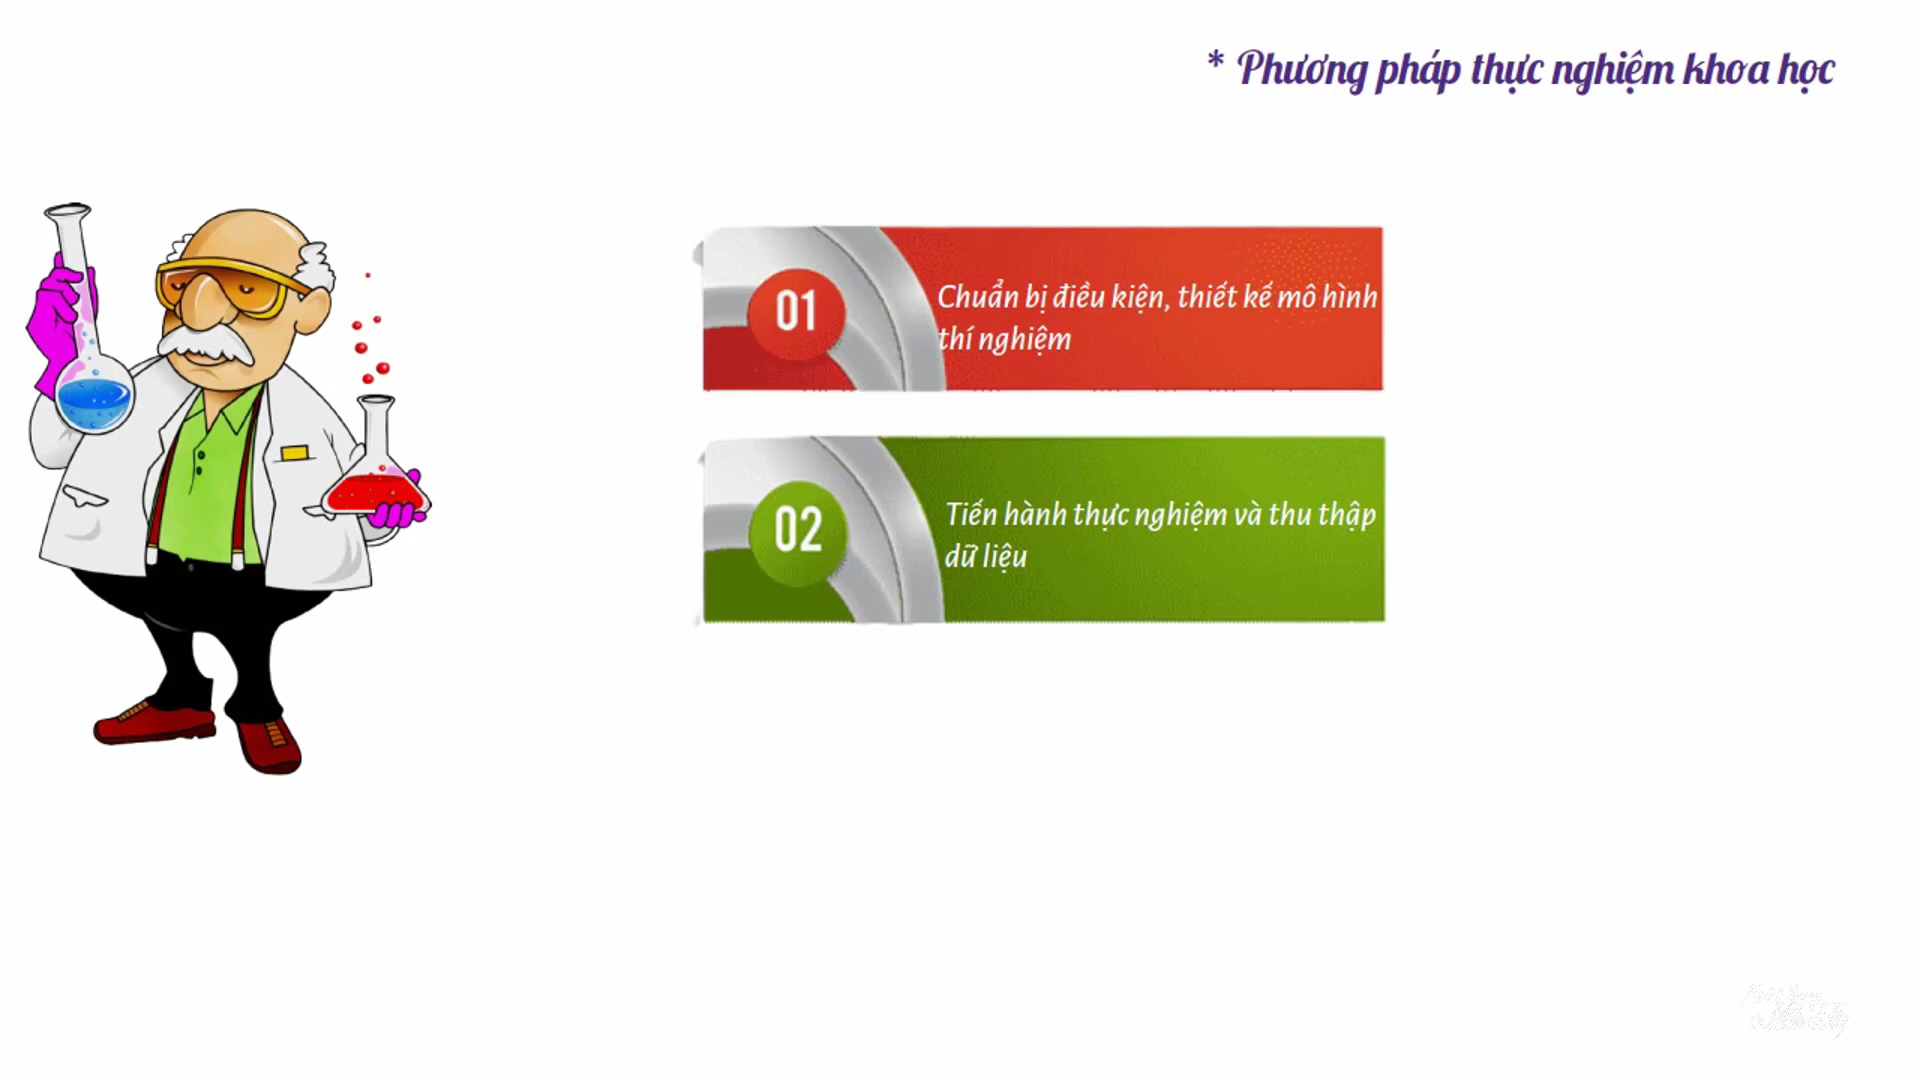 * Phương pháp thực nghiệm khoa học
01
Chuẩn bị điều kiện, thiết kế mô hình
thí nghiệm
02
Tiến hành thực nghiệm và thu thập
dữ liệu